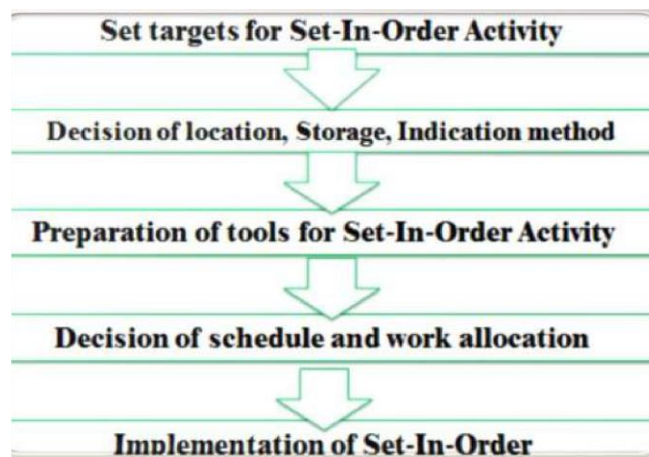 Set targets for Set-In-Order Activity
Decision of location, Storage, Indication method
Preparation of tools for Set-In-Order Activity
Decision of schedule and work allocation
Implementation of Set-In-Order